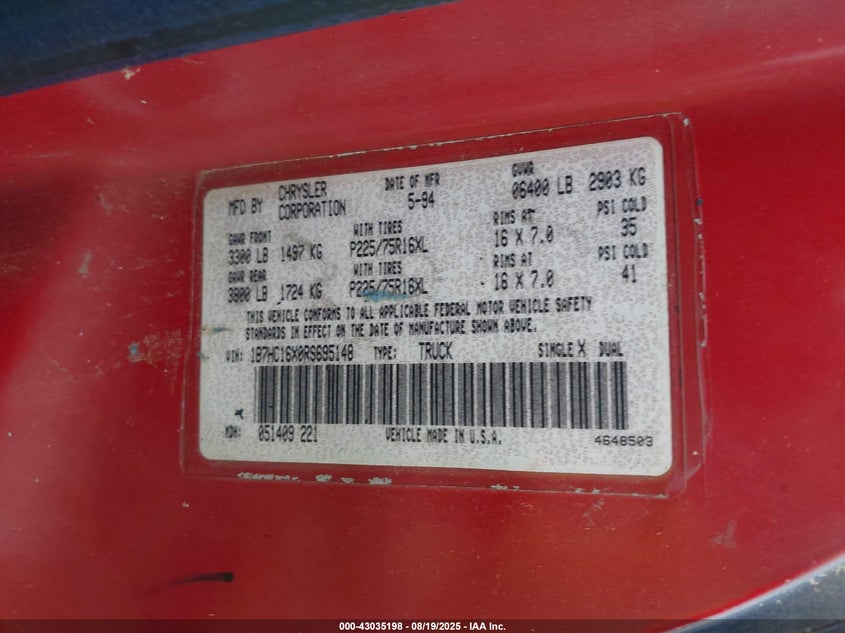 MFD BY CHRYSLER CORPORATION DATE OF MFR 5-94 GVWR 06400 LB 2903 KG
GAWR FRONT WITH TIRES RIMS AT PSI COLD
3300 LB 1497 KG P225/75R16XL 16 X 7.0 35
GAWR REAR WITH TIRES RIMS AT PSI COLD
3800 LB 1724 KG P225/75R16XL 16 X 7.0 41
THIS VEHICLE CONFORMS TO ALL APPLICABLE FEDERAL MOTOR VEHICLE SAFETY
STANDARDS IN EFFECT ON THE DATE OF MANUFACTURE SHOWN ABOVE.
VIN: 1B7HC16X0RS695148 TYPE: TRUCK SINGLE X DUAL
MDH: 051409 221 VEHICLE MADE IN U.S.A. 4648503
000-43035198 - 08/19/2025 - IAA Inc.